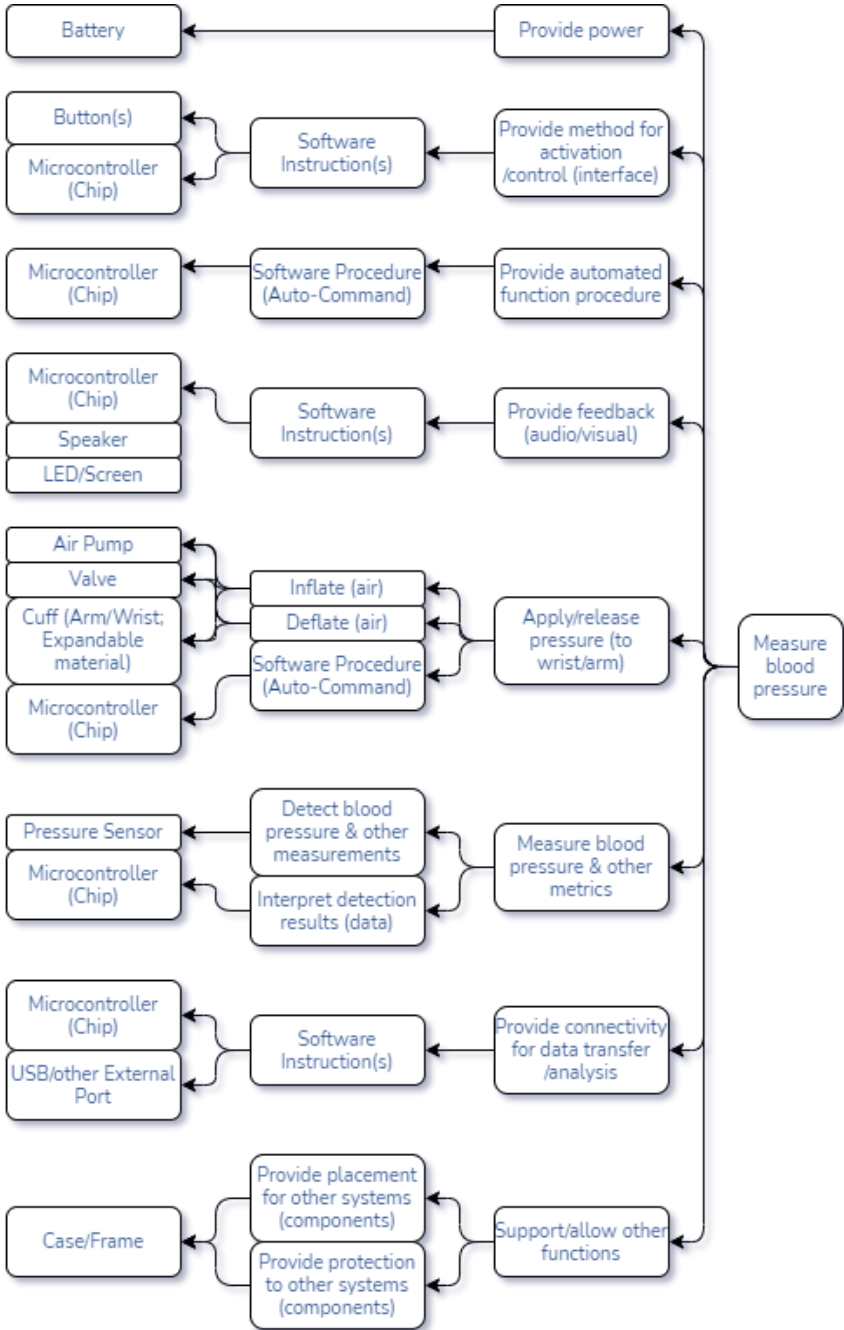 Battery
Provide power
Button(s)
Microcontroller
(Chip)
Software
Instruction(s)
Provide method for
activation
/control (interface)
Microcontroller
(Chip)
Software Procedure
(Auto-Command)
Provide automated
function procedure
Microcontroller
(Chip)
Speaker
LED/Screen
Software
Instruction(s)
Provide feedback
(audio/visual)
Air Pump
Valve
Cuff (Arm/Wrist;
Expandable
material)
Microcontroller
(Chip)
Inflate (air)
Deflate (air)
Software Procedure
(Auto-Command)
Apply/release
pressure (to
wrist/arm)
Measure
blood
pressure
Pressure Sensor
Microcontroller
(Chip)
Detect blood
pressure & other
measurements
Interpret detection
results (data)
Measure blood
pressure & other
metrics
Microcontroller
(Chip)
USB/other External
Port
Software
Instruction(s)
Provide connectivity
for data transfer
/analysis
Case/Frame
Provide placement
for other systems
(components)
Provide protection
to other systems
(components)
Support/allow other
functions